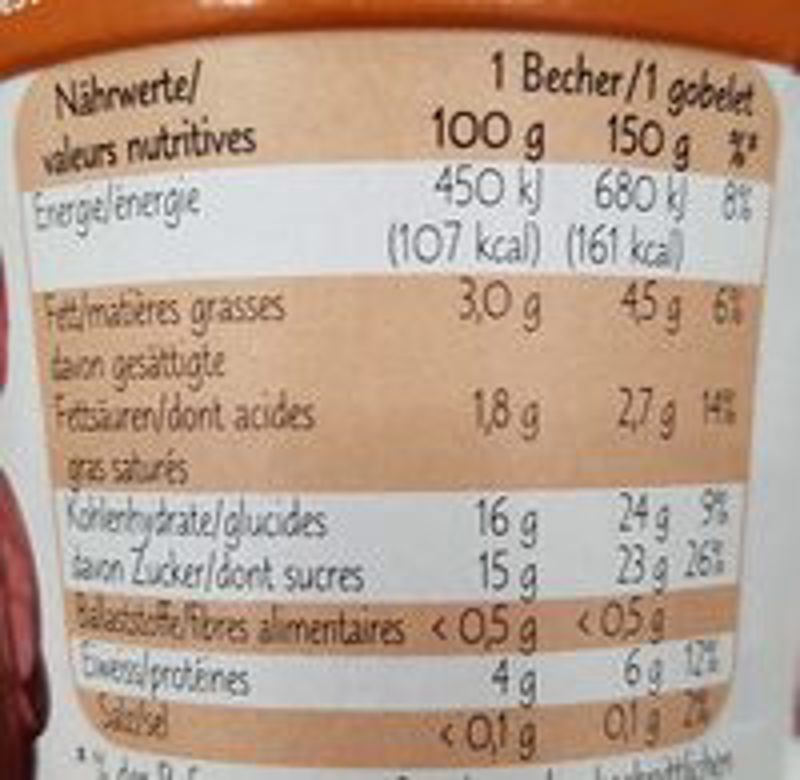 Nährwerte/ 1 Becher/1 gobelet
valeurs nutritives 100 g 150 g %*
Energie/énergie 450 kJ 680 kJ 8%
(107 kcal) (161 kcal)
Fett/matières grasses 3,0 g 4,5 g 6%
davon gesättigte
Fettsäuren/dont acides 1,8 g 2,7 g 14%
gras saturés
Kohlenhydrate/glucides 16 g 24 g 9%
davon Zucker/dont sucres 15 g 23 g 26%
Ballaststoffe/fibres alimentaires < 0,5 g < 0,5 g
Eiweiss/protéines 4 g 6 g 12%
Salz/sel < 0,1 g 0,1 g 2%
* % der